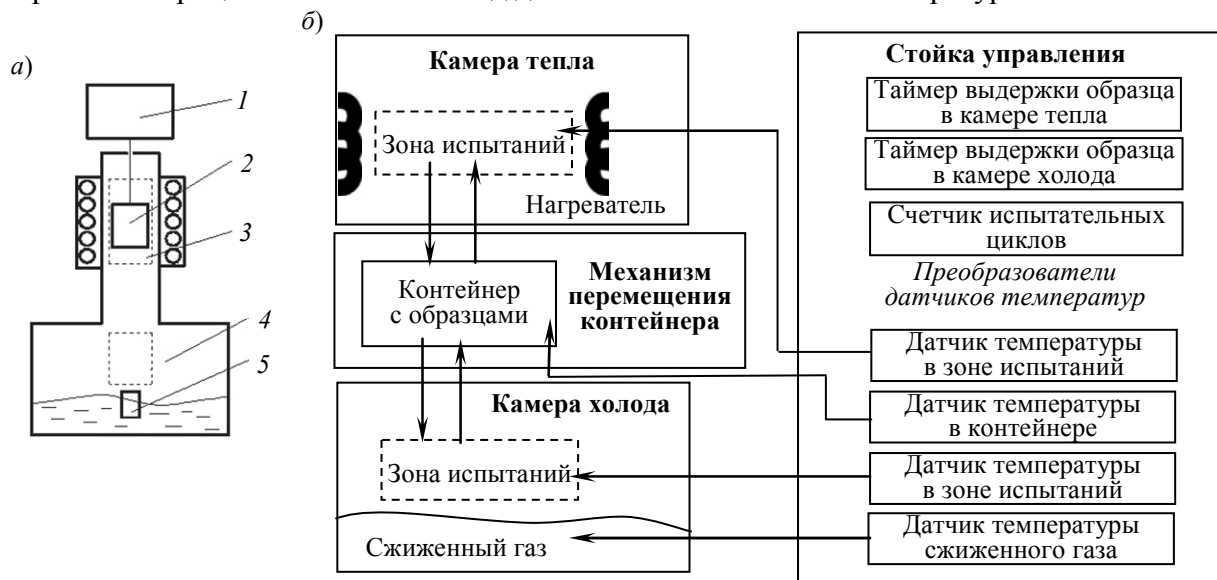 а)
1
2
3
4
5
б)
Камера тепла
Зона испытаний
Нагреватель
Контейнер
с образцами
Механизм
перемещения
контейнера
Камера холода
Зона испытаний
Сжиженный газ
Стойка управления
Таймер выдержки образца
в камере тепла
Таймер выдержки образца
в камере холода
Счетчик испытательных
циклов
Преобразователи
датчиков температур
Датчик температуры
в зоне испытаний
Датчик температуры
в контейнере
Датчик температуры
в зоне испытаний
Датчик температуры
сжиженного газа